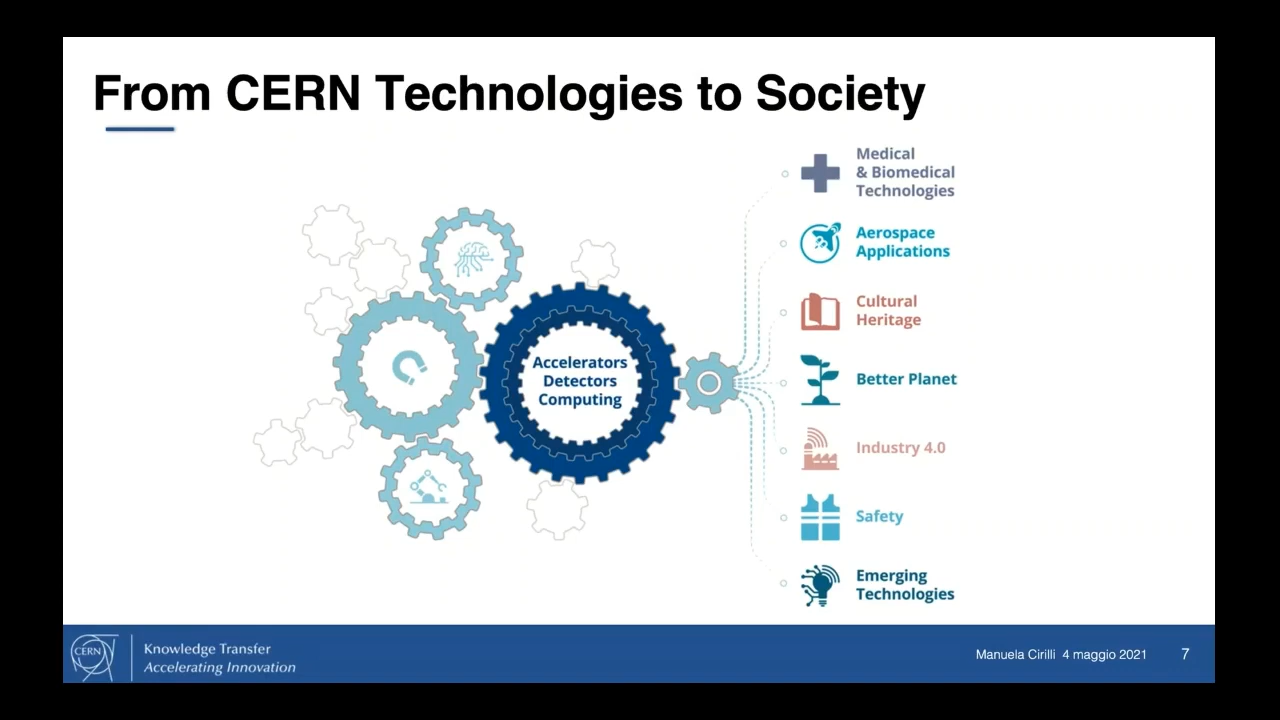 From CERN Technologies to Society
Accelerators
Detectors
Computing
Medical
& Biomedical
Technologies
Aerospace
Applications
Cultural
Heritage
Better Planet
Industry 4.0
Safety
Emerging
Technologies
CERN
Knowledge Transfer
Accelerating Innovation
Manuela Cirilli 4 maggio 2021
7